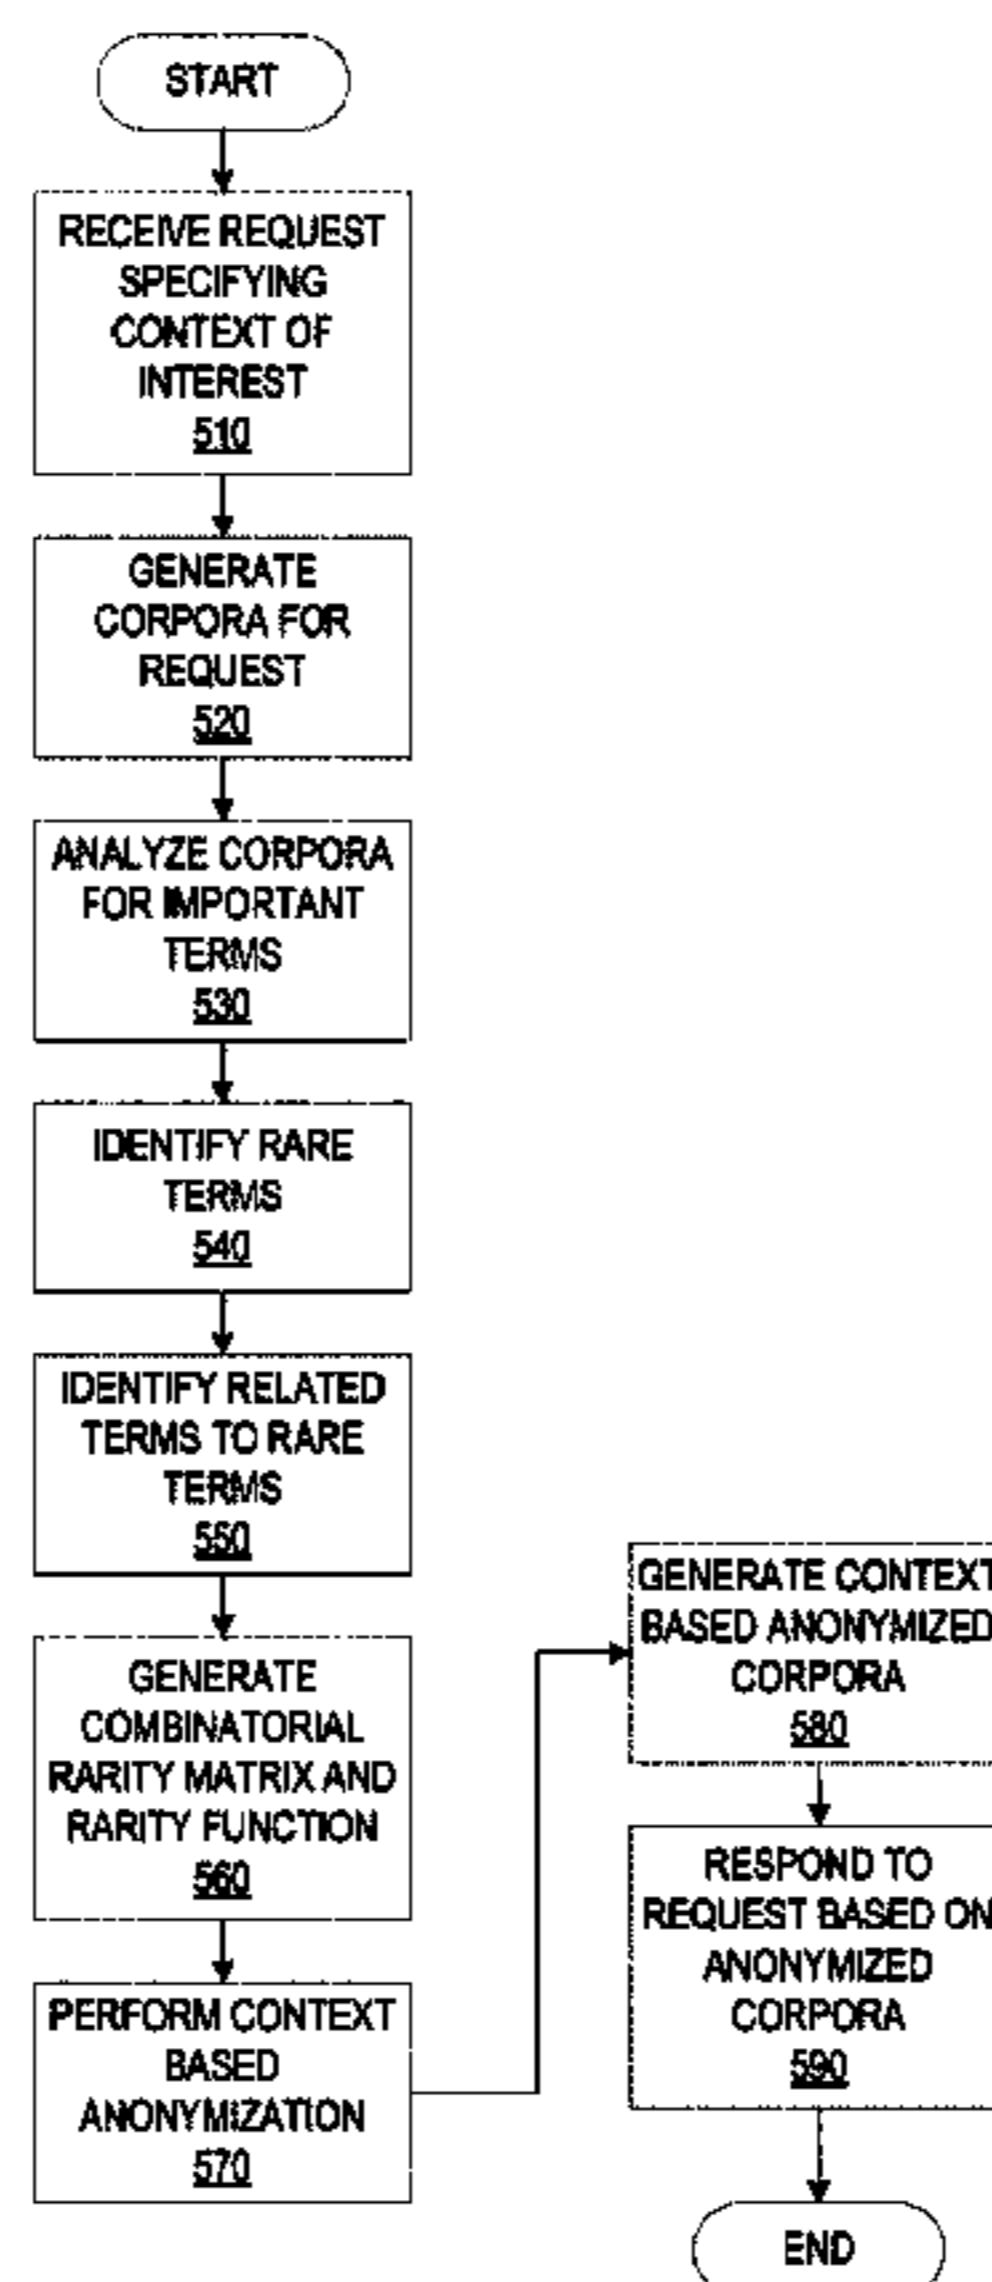 START
RECEIVE REQUEST
SPECIFYING
CONTEXT OF
INTEREST
510
GENERATE
CORPORA FOR
REQUEST
520
ANALYZE CORPORA
FOR IMPORTANT
TERMS
530
IDENTIFY RARE
TERMS
540
IDENTIFY RELATED
TERMS TO RARE
TERMS
550
GENERATE
COMBINATORIAL
RARITY MATRIX AND
RARITY FUNCTION
560
PERFORM CONTEXT
BASED
ANONYMIZATION
570
GENERATE CONTEXT
BASED ANONYMIZED
CORPORA
580
RESPOND TO
REQUEST BASED ON
ANONYMIZED
CORPORA
590
END